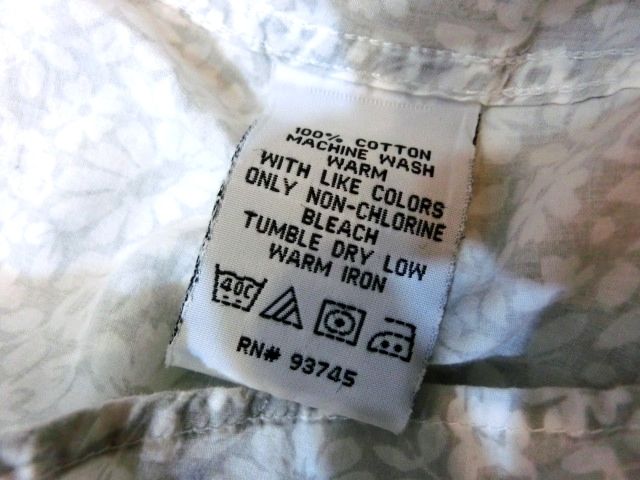 100% COTTON
MACHINE WASH
WARM
WITH LIKE COLORS
ONLY NON-CHLORINE
BLEACH
TUMBLE DRY LOW
WARM IRON
40C
RN# 93745